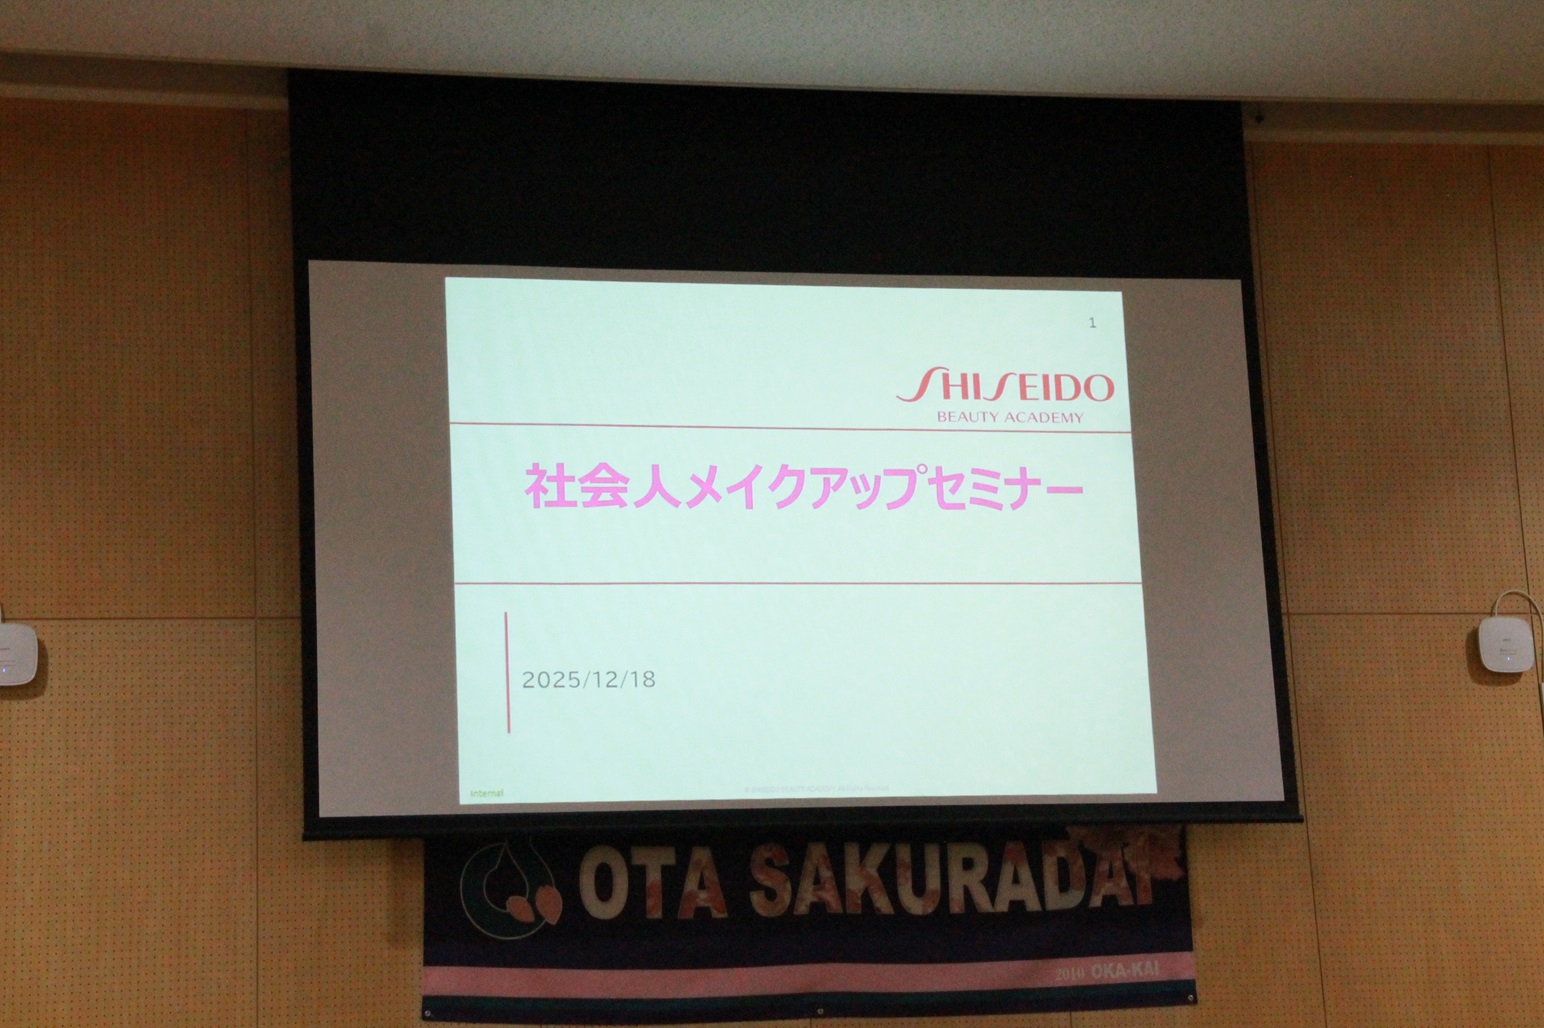 1
SHISEIDO
BEAUTY ACADEMY
社会人メイクアップセミナー
2025/12/18
Internal
OTA SAKURADAI
2010 OKA-KAI